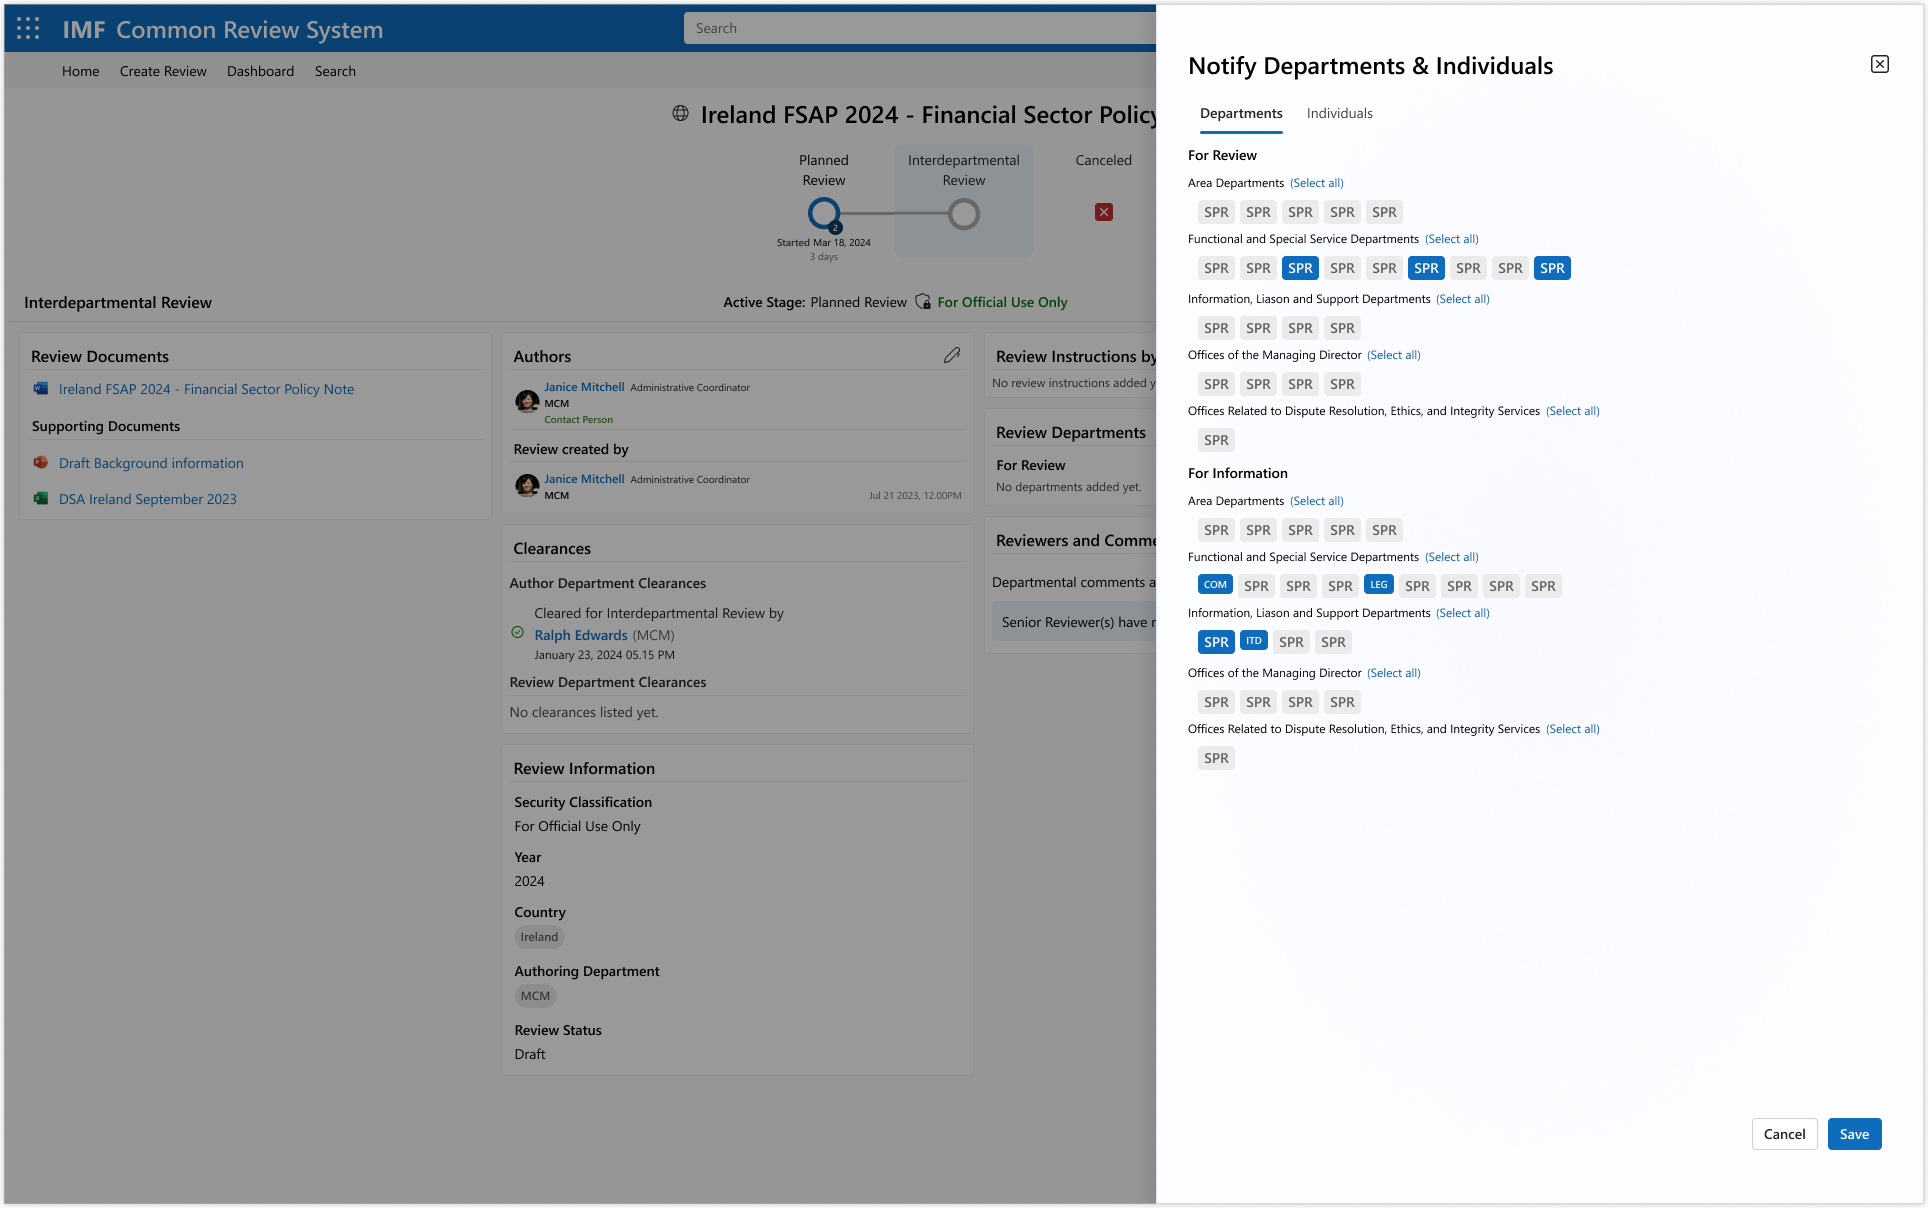 IMF Common Review System
Search
Home Create Review Dashboard Search
Ireland FSAP 2024 - Financial Sector Policy
Planned Review
Interdepartmental Review
Canceled
2
Started Mar 18, 2024
3 days
Interdepartmental Review
Active Stage: Planned Review For Official Use Only
Review Documents
Ireland FSAP 2024 - Financial Sector Policy Note
Supporting Documents
Draft Background information
DSA Ireland September 2023
Authors
Janice Mitchell Administrative Coordinator
MCM
Contact Person
Review created by
Janice Mitchell Administrative Coordinator
MCM
Jul 21 2023, 12.00PM
Clearances
Author Department Clearances
Cleared for Interdepartmental Review by
Ralph Edwards (MCM)
January 23, 2024 05.15 PM
Review Department Clearances
No clearances listed yet.
Review Information
Security Classification
For Official Use Only
Year
2024
Country
Ireland
Authoring Department
MCM
Review Status
Draft
Review Instructions by
No review instructions added y
Review Departments
For Review
No departments added yet.
Reviewers and Comme
Departmental comments a
Senior Reviewer(s) have r
Notify Departments & Individuals
Departments Individuals
For Review
Area Departments (Select all)
SPR SPR SPR SPR SPR
Functional and Special Service Departments (Select all)
SPR SPR SPR SPR SPR SPR SPR SPR SPR
Information, Liason and Support Departments (Select all)
SPR SPR SPR SPR
Offices of the Managing Director (Select all)
SPR SPR SPR SPR
Offices Related to Dispute Resolution, Ethics, and Integrity Services (Select all)
SPR
For Information
Area Departments (Select all)
SPR SPR SPR SPR SPR
Functional and Special Service Departments (Select all)
COM SPR SPR SPR LEG SPR SPR SPR SPR
Information, Liason and Support Departments (Select all)
SPR ITD SPR SPR
Offices of the Managing Director (Select all)
SPR SPR SPR SPR
Offices Related to Dispute Resolution, Ethics, and Integrity Services (Select all)
SPR
Cancel Save